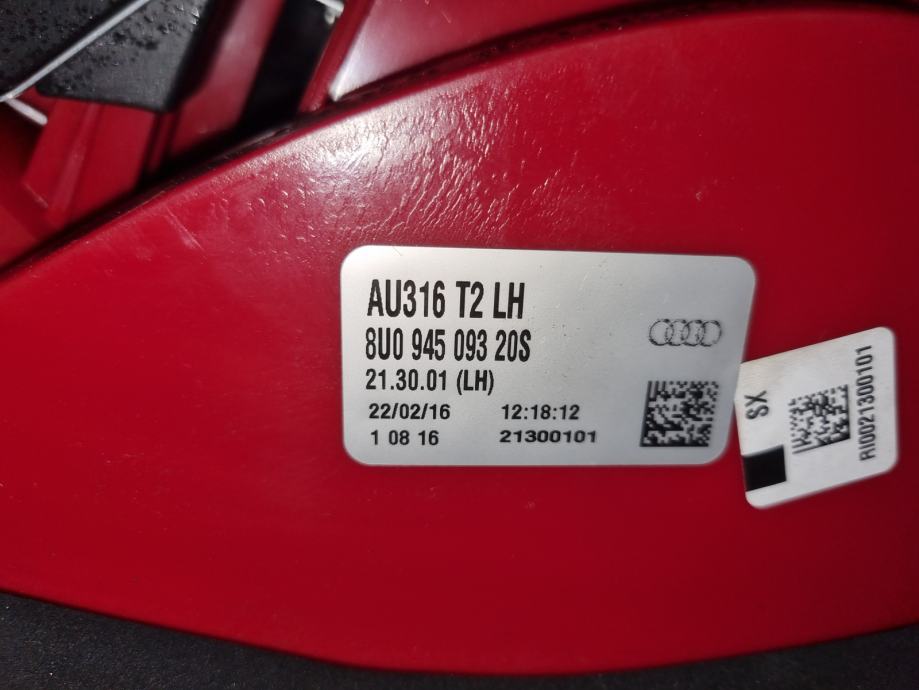 AU316 T2 LH
8U0 945 093 20S
21.30.01 (LH)
22/02/16 12:18:12
1 08 16 21300101
SX
RI0021300101